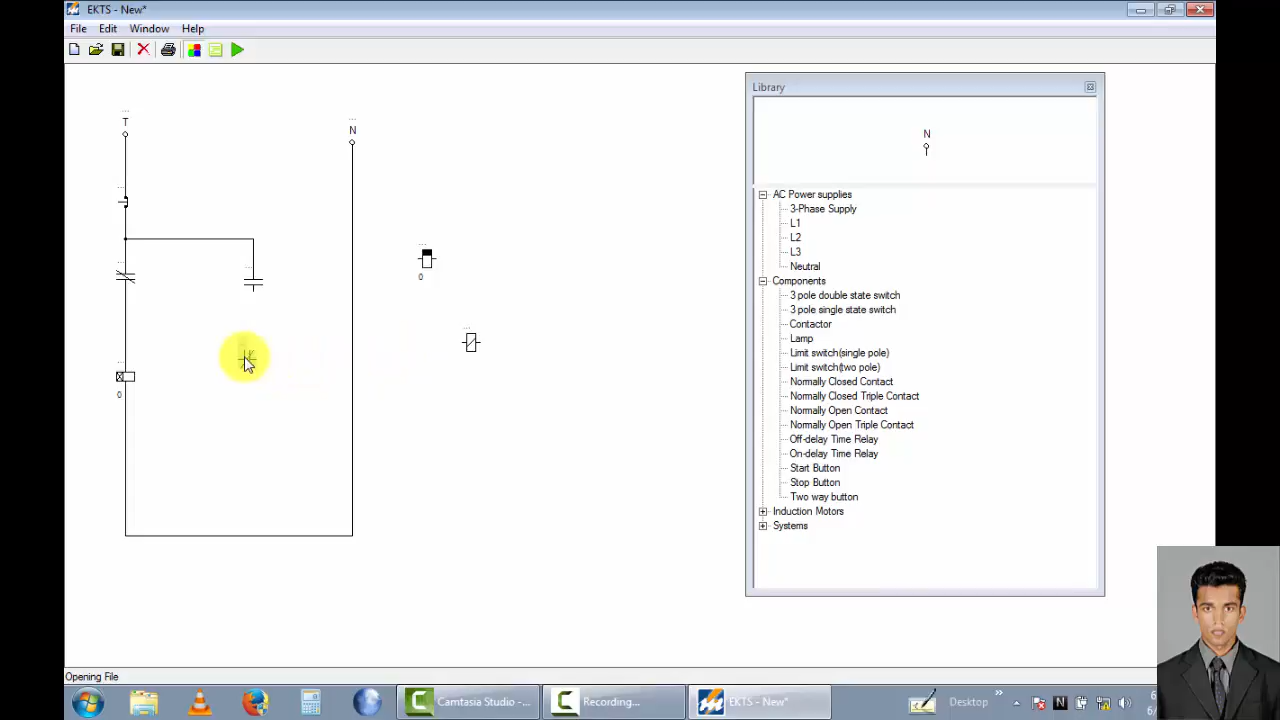 EKTS - New*
File Edit Window Help
T
N
0
0
Library
N
AC Power supplies
3-Phase Supply
L1
L2
L3
Neutral
Components
3 pole double state switch
3 pole single state switch
Contactor
Lamp
Limit switch(single pole)
Limit switch(two pole)
Normally Closed Contact
Normally Closed Triple Contact
Normally Open Contact
Normally Open Triple Contact
Off-delay Time Relay
On-delay Time Relay
Start Button
Stop Button
Two way button
Induction Motors
Systems
Opening File
Camtasia Studio -...
Recording...
EKTS - New*
Desktop